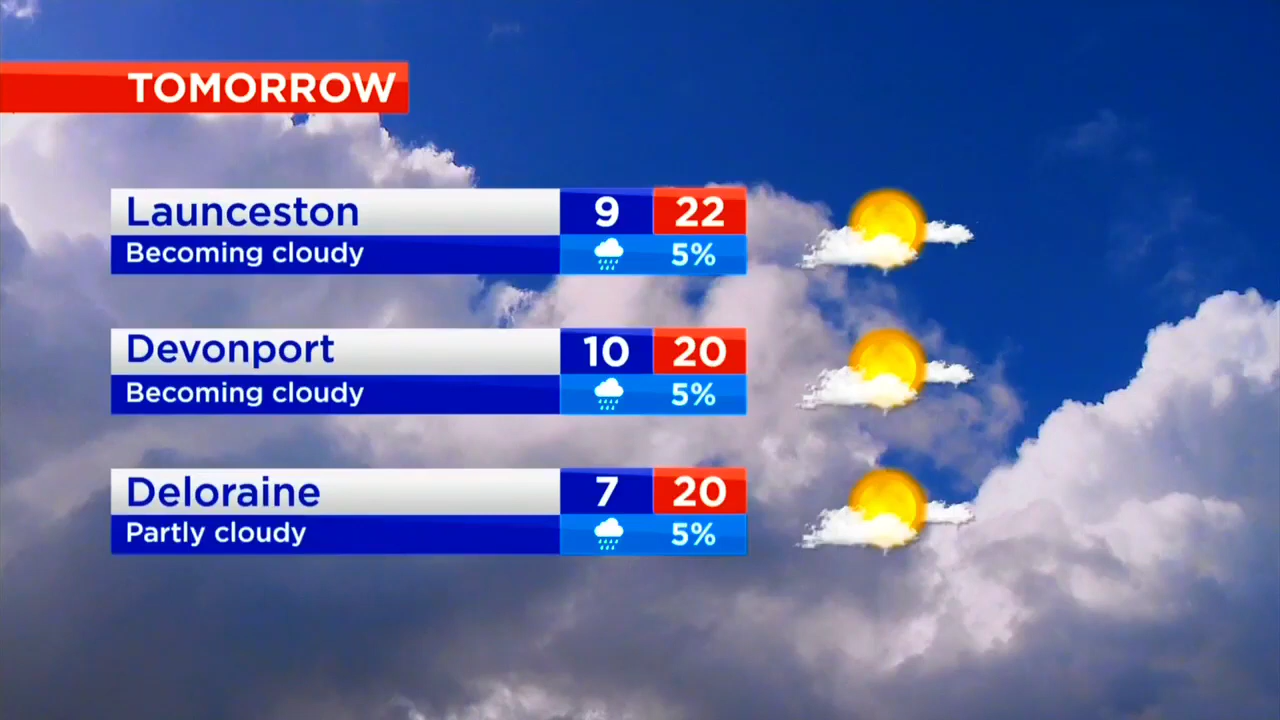 TOMORROW
Launceston 9 22
Becoming cloudy 5%
Devonport 10 20
Becoming cloudy 5%
Deloraine 7 20
Partly cloudy 5%